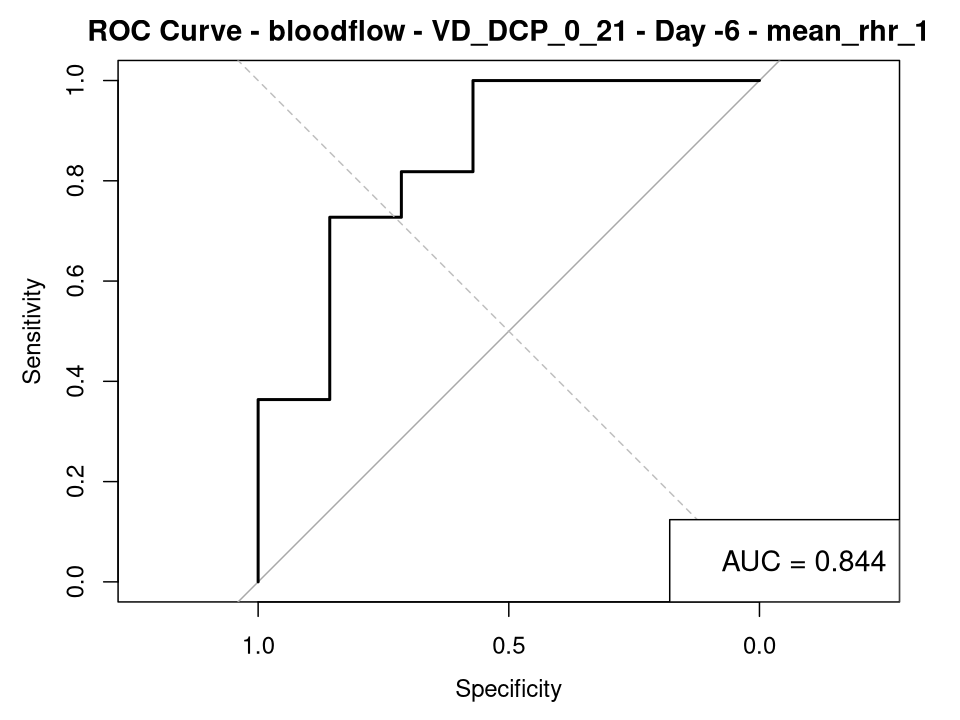 ROC Curve - bloodflow - VD_DCP_0_21 - Day -6 - mean_rhr_1
Sensitivity
1.0
0.8
0.6
0.4
0.2
0.0
AUC = 0.844
1.0 0.5 0.0
Specificity